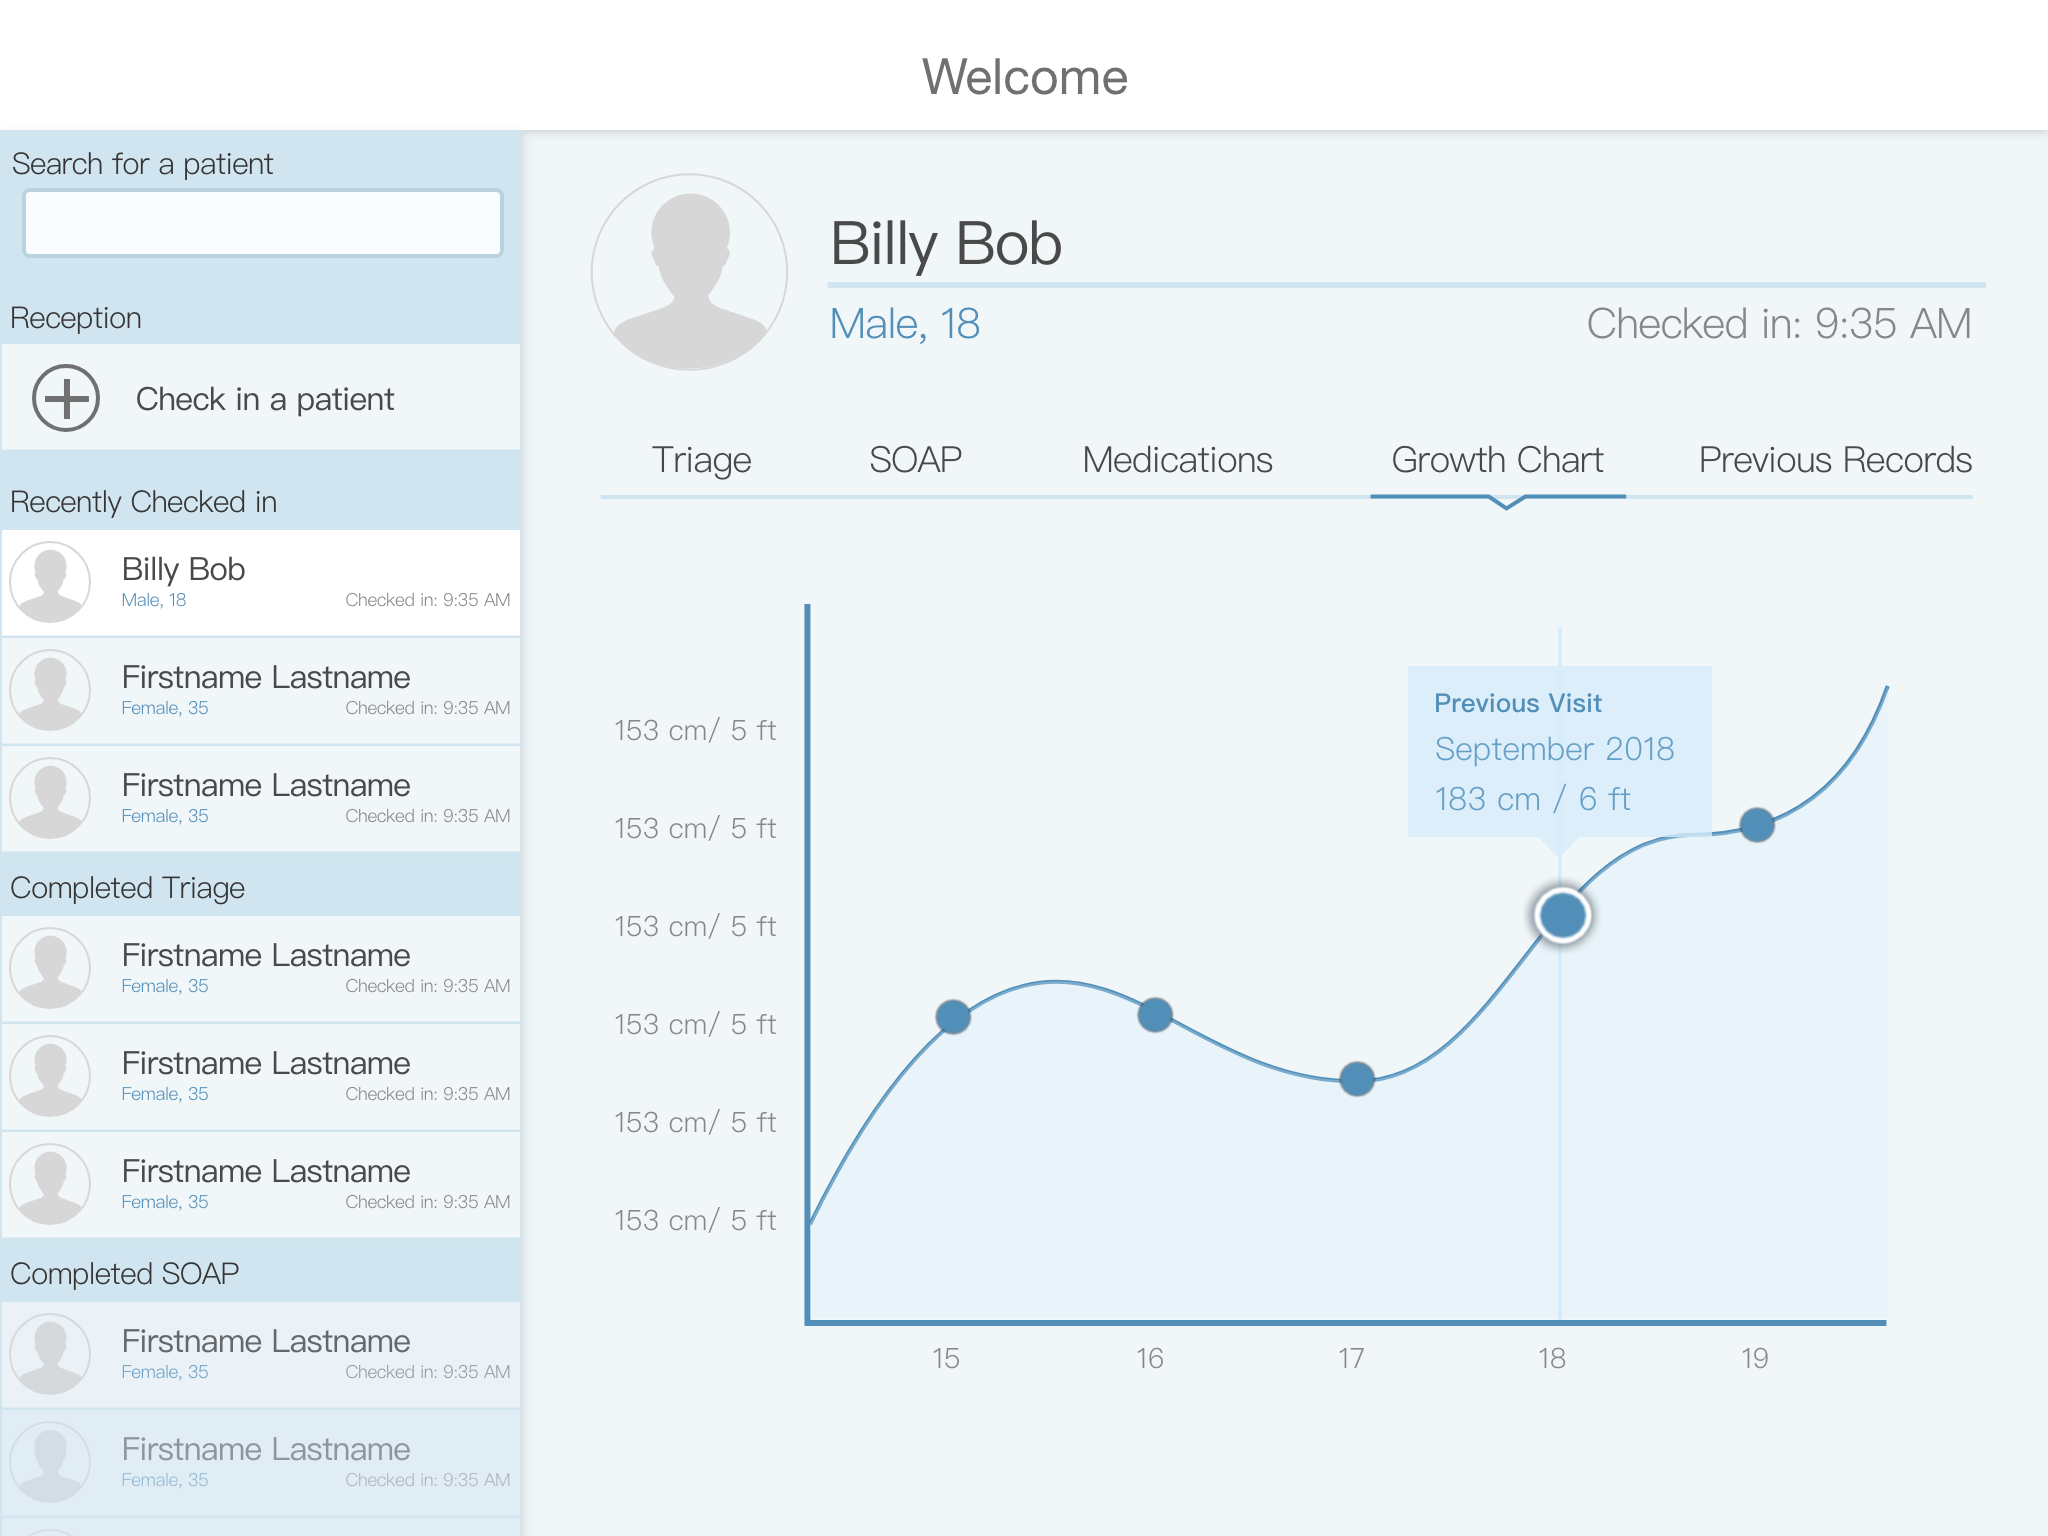 Welcome
Search for a patient
Reception
Check in a patient
Recently Checked in
Billy Bob
Male, 18 Checked in: 9:35 AM
Firstname Lastname
Female, 35 Checked in: 9:35 AM
Firstname Lastname
Female, 35 Checked in: 9:35 AM
Completed Triage
Firstname Lastname
Female, 35 Checked in: 9:35 AM
Firstname Lastname
Female, 35 Checked in: 9:35 AM
Firstname Lastname
Female, 35 Checked in: 9:35 AM
Completed SOAP
Firstname Lastname
Female, 35 Checked in: 9:35 AM
Firstname Lastname
Female, 35 Checked in: 9:35 AM
Billy Bob
Male, 18 Checked in: 9:35 AM
Triage SOAP Medications Growth Chart Previous Records
Previous Visit
September 2018
183 cm / 6 ft
153 cm/ 5 ft
153 cm/ 5 ft
153 cm/ 5 ft
153 cm/ 5 ft
153 cm/ 5 ft
153 cm/ 5 ft
15 16 17 18 19